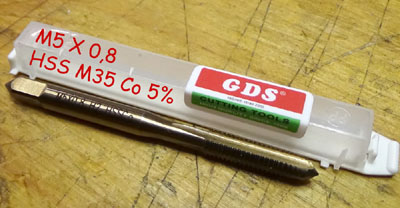 M5 X 0,8
HSS M35 Co 5%
GDS
CUTTING TOOLS